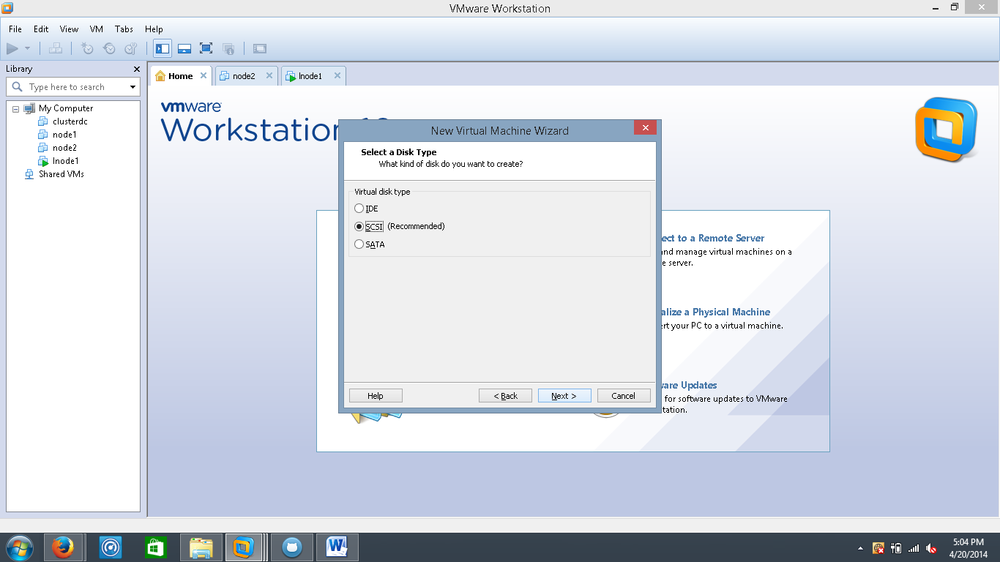 VMware Workstation
File Edit View VM Tabs Help
Library
Type here to search
My Computer
clusterdc
node1
node2
lnode1
Shared VMs
Home node2 lnode1
vmware
Workstation
New Virtual Machine Wizard
Select a Disk Type
What kind of disk do you want to create?
Virtual disk type
IDE
SCSI (Recommended)
SATA
Help < Back Next > Cancel
ect to a Remote Server
and manage virtual machines on a
e server.
alize a Physical Machine
ert your PC to a virtual machine.
ware Updates
for software updates to VMware
station.
5:04 PM
4/20/2014